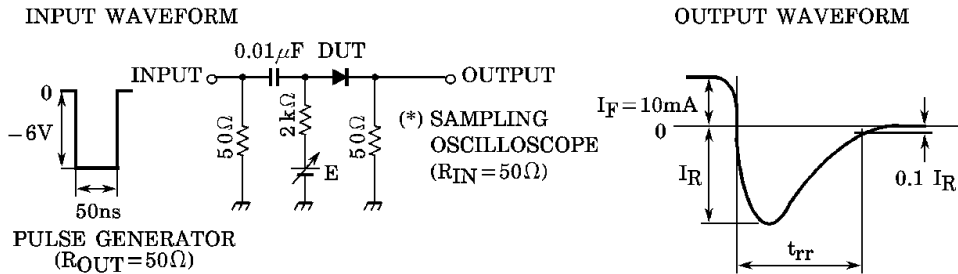 INPUT WAVEFORM
OUTPUT WAVEFORM
0.01μF DUT
INPUT
OUTPUT
0
−6V
50Ω
2kΩ
50Ω
E
(*) SAMPLING
OSCILLOSCOPE
(RIN=50Ω)
50ns
PULSE GENERATOR
(ROUT=50Ω)
IF=10mA
0
IR
0.1 IR
trr